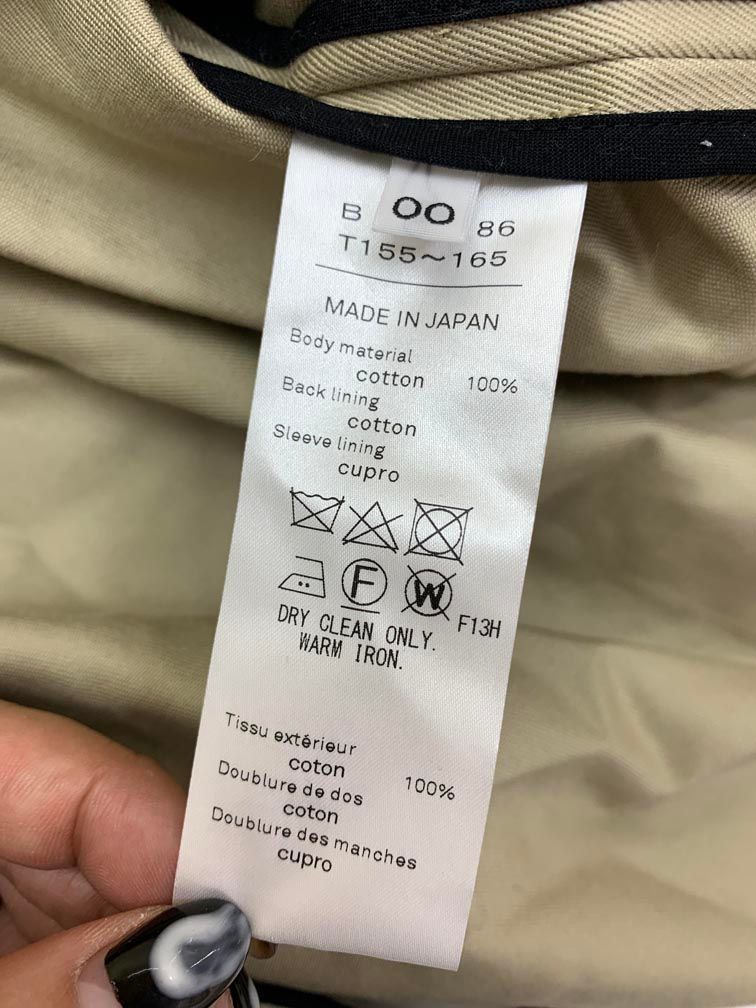 B 00 86
T155~165
MADE IN JAPAN
Body material
cotton 100%
Back lining
cotton
Sleeve lining
cupro
F W
DRY CLEAN ONLY. F13H
WARM IRON.
Tissu extérieur
coton 100%
Doublure de dos
coton
Doublure des manches
cupro